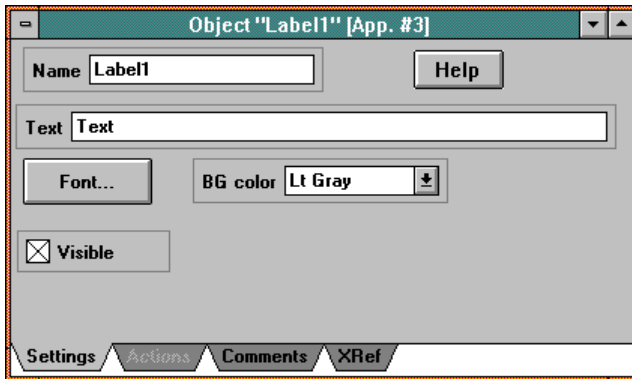 Object "Label1" [App. #3]
Name Label1 Help
Text Text
Font... BG color Lt Gray
Visible
Settings Actions Comments XRef